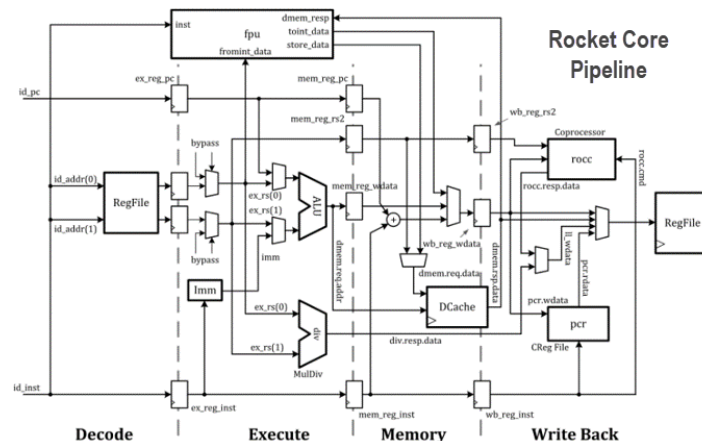 Rocket Core
Pipeline
inst
fpu
fromint_data
dmem_resp
toint_data
store_data
id_pc
ex_reg_pc
mem_reg_pc
mem_reg_rs2
wb_reg_rs2
Coprocessor
rocc
rocc.resp.data
rocc.cmd
bypass
id_addr(0)
id_addr(1)
RegFile
bypass
ex_rs(0)
ex_rs(1)
ALU
imm
Imm
mem_reg_wdata
+
wb_reg_wdata
dmem.req.addr
dmem.req.data
DCache
dmem.rsp.data
ll.wdata
RegFile
pcr.wdata
pcr.rdata
pcr
CReg File
ex_rs(0)
ex_rs(1)
div
MulDiv
div.resp.data
id_inst
ex_reg_inst
mem_reg_inst
wb_reg_inst
Decode
Execute
Memory
Write Back